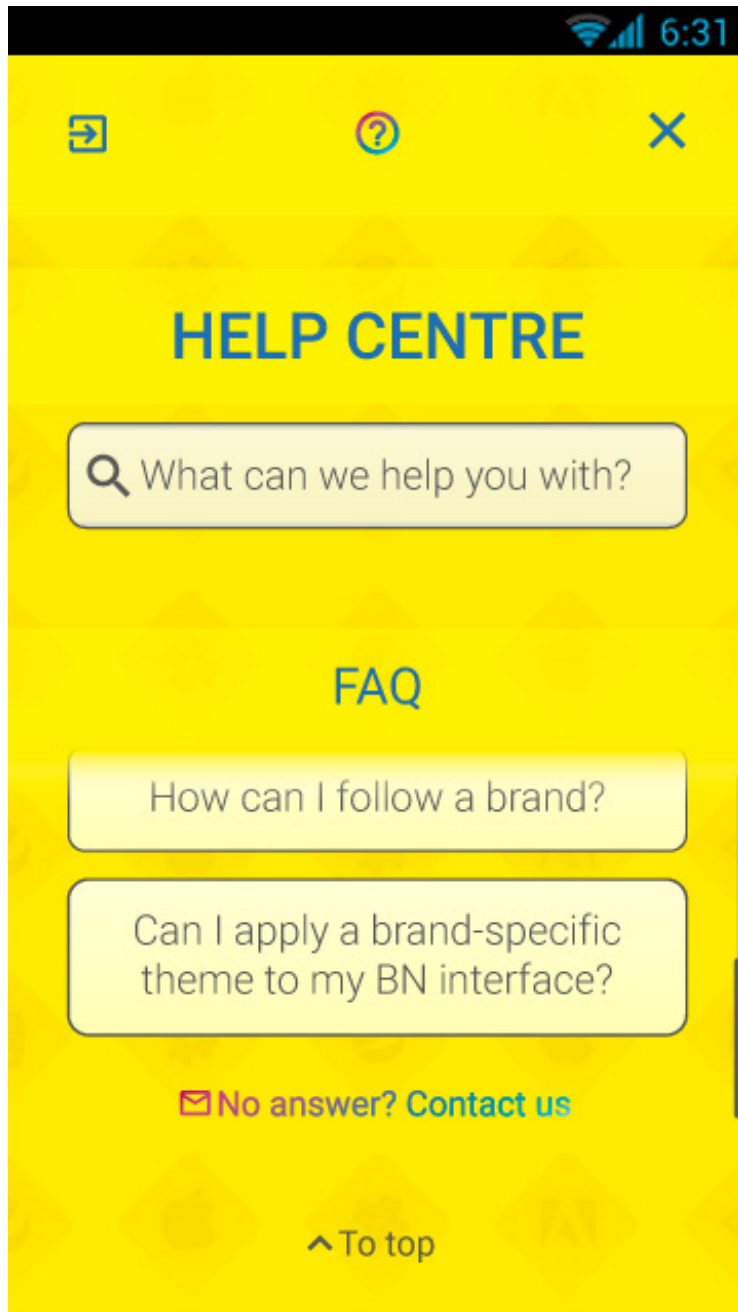 6:31
HELP CENTRE
What can we help you with?
FAQ
How can I follow a brand?
Can I apply a brand-specific
theme to my BN interface?
No answer? Contact us
To top